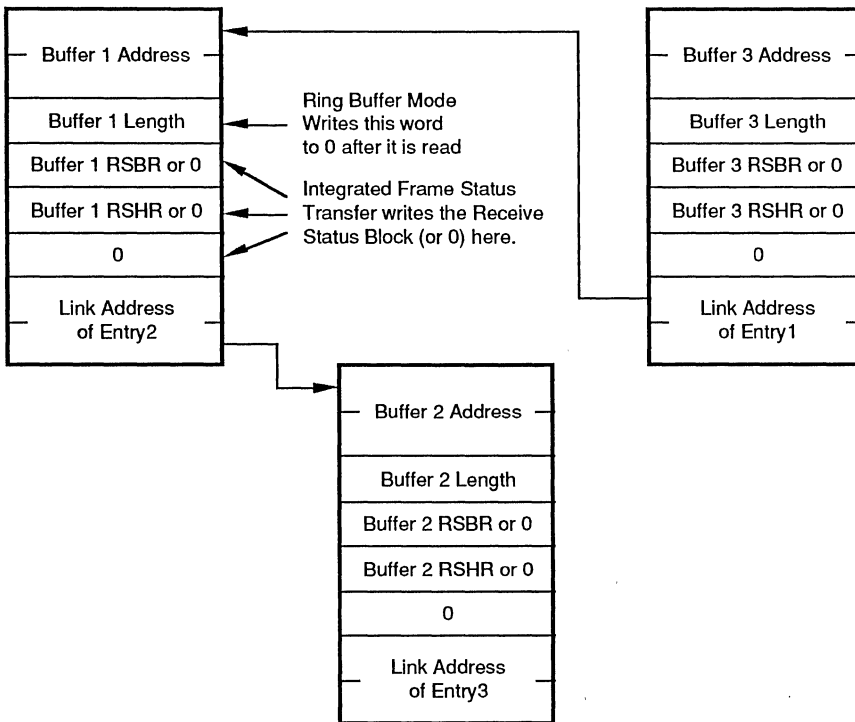 Buffer 1 Address
Buffer 1 Length
Buffer 1 RSBR or 0
Buffer 1 RSHR or 0
0
Link Address
of Entry2
Ring Buffer Mode
Writes this word
to 0 after it is read
Integrated Frame Status
Transfer writes the Receive
Status Block (or 0) here.
Buffer 3 Address
Buffer 3 Length
Buffer 3 RSBR or 0
Buffer 3 RSHR or 0
0
Link Address
of Entry1
Buffer 2 Address
Buffer 2 Length
Buffer 2 RSBR or 0
Buffer 2 RSHR or 0
0
Link Address
of Entry3